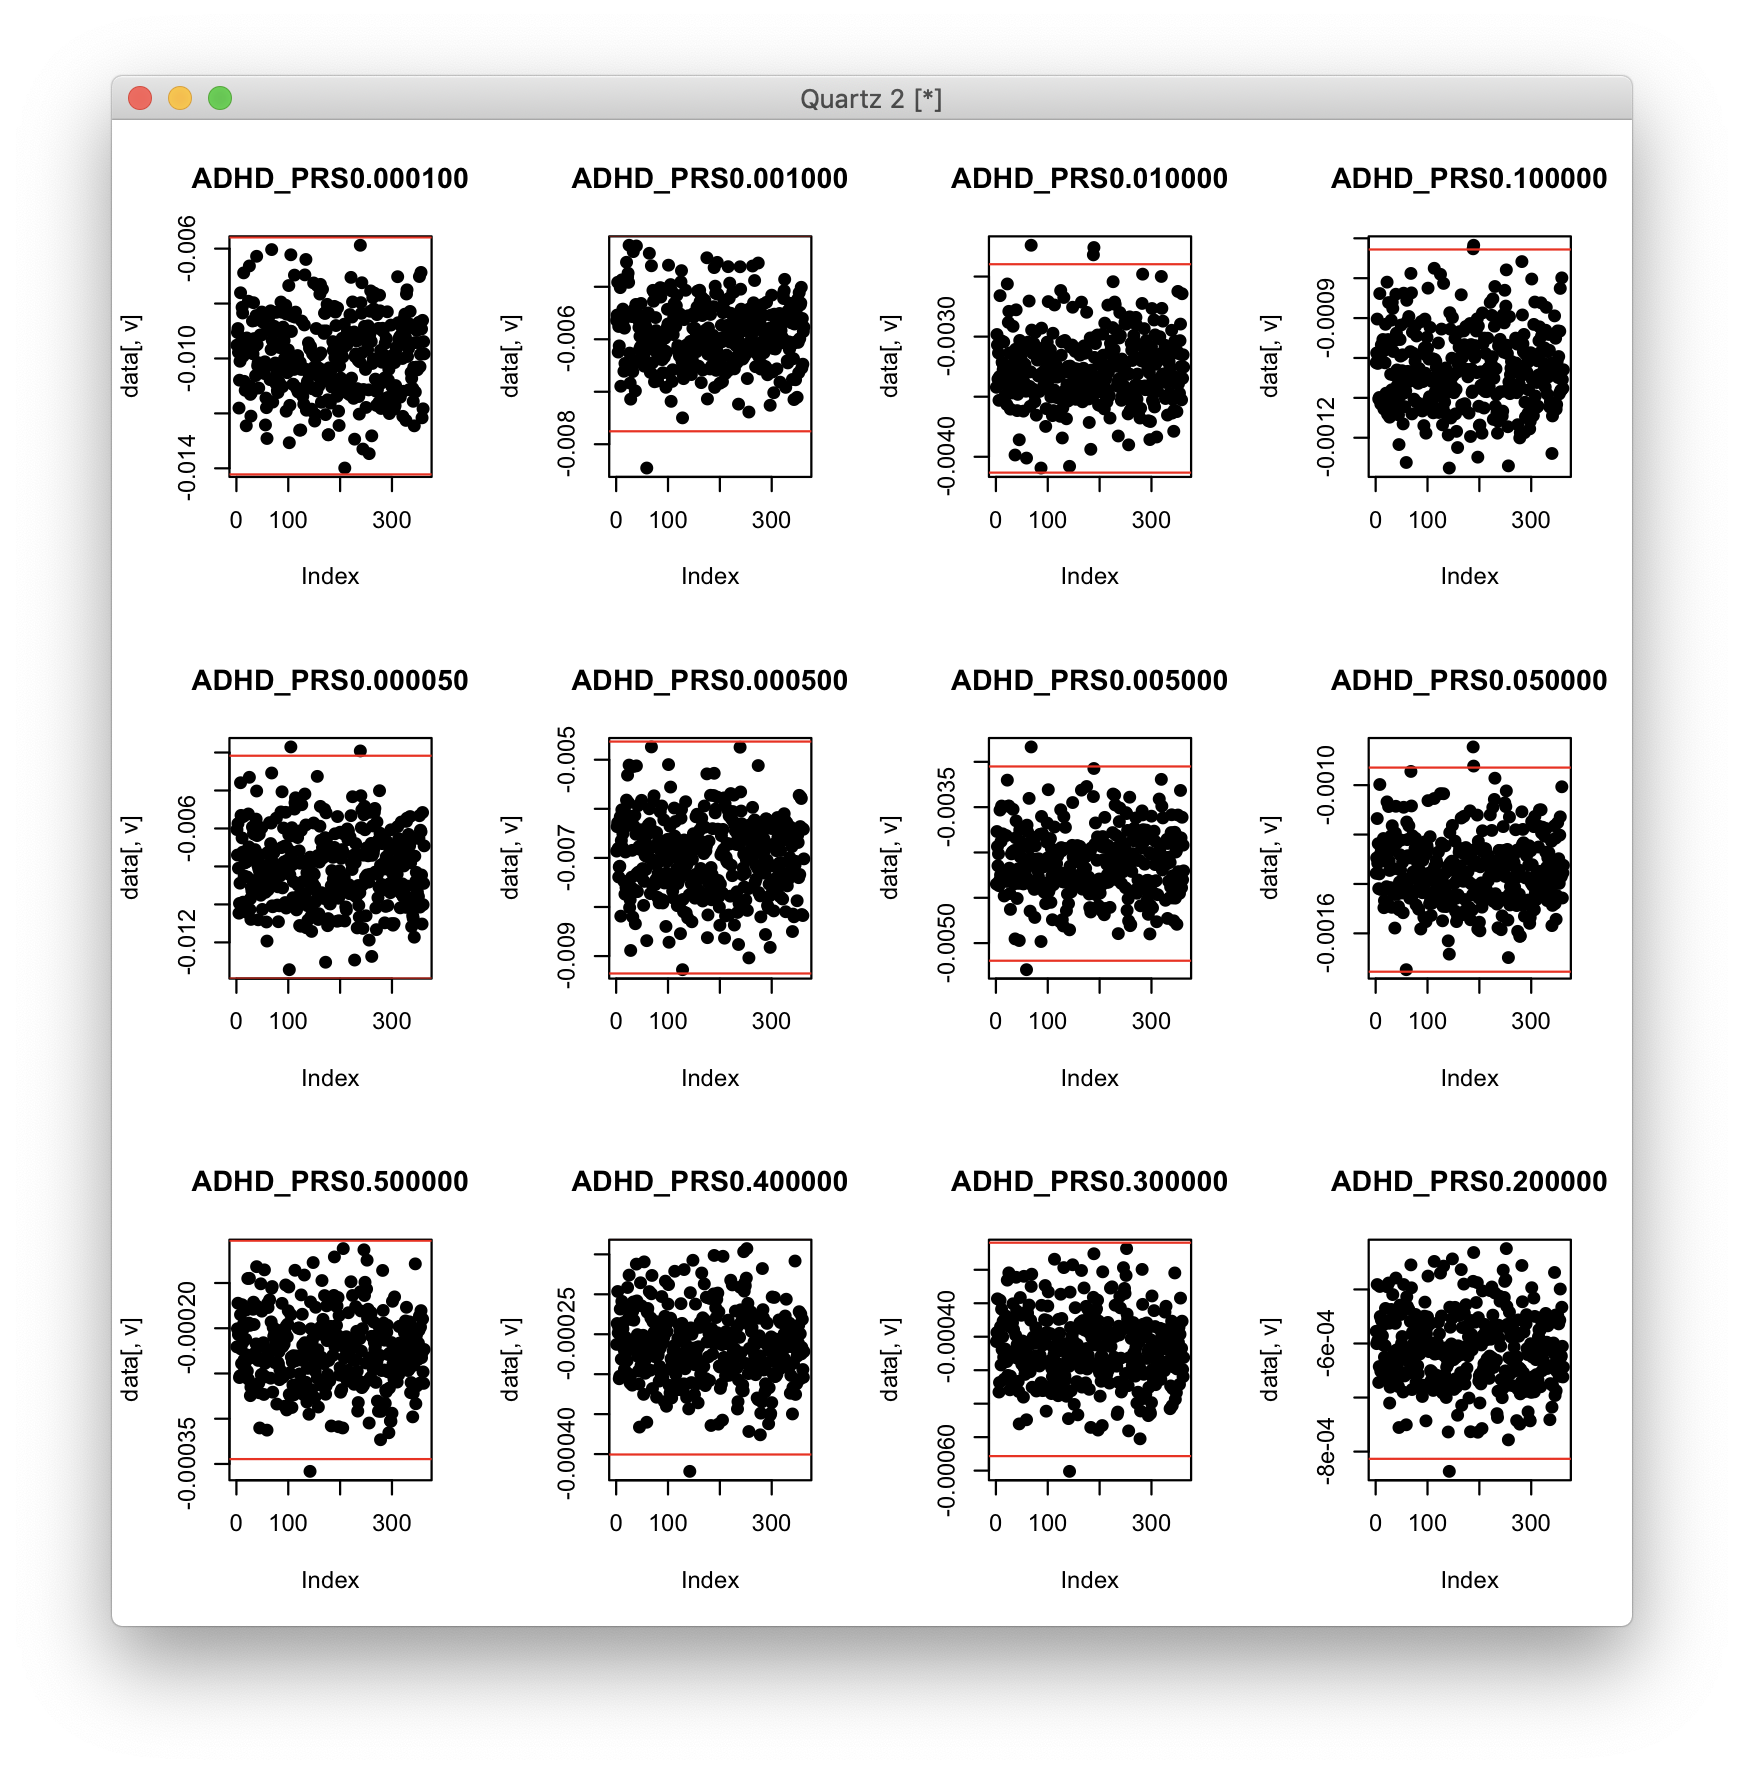 Quartz 2 [*]
ADHD_PRS0.000100
data[, v]
-0.014 -0.010 -0.006
0 100 300
Index
ADHD_PRS0.001000
data[, v]
-0.008 -0.006
0 100 300
Index
ADHD_PRS0.010000
data[, v]
-0.0040 -0.0030
0 100 300
Index
ADHD_PRS0.100000
data[, v]
-0.0012 -0.0009
0 100 300
Index
ADHD_PRS0.000050
data[, v]
-0.012 -0.006
0 100 300
Index
ADHD_PRS0.000500
data[, v]
-0.009 -0.007 -0.005
0 100 300
Index
ADHD_PRS0.005000
data[, v]
-0.0050 -0.0035
0 100 300
Index
ADHD_PRS0.050000
data[, v]
-0.0016 -0.0010
0 100 300
Index
ADHD_PRS0.500000
data[, v]
-0.00035 -0.00020
0 100 300
Index
ADHD_PRS0.400000
data[, v]
-0.00040 -0.00025
0 100 300
Index
ADHD_PRS0.300000
data[, v]
-0.00060 -0.00040
0 100 300
Index
ADHD_PRS0.200000
data[, v]
-8e-04 -6e-04
0 100 300
Index